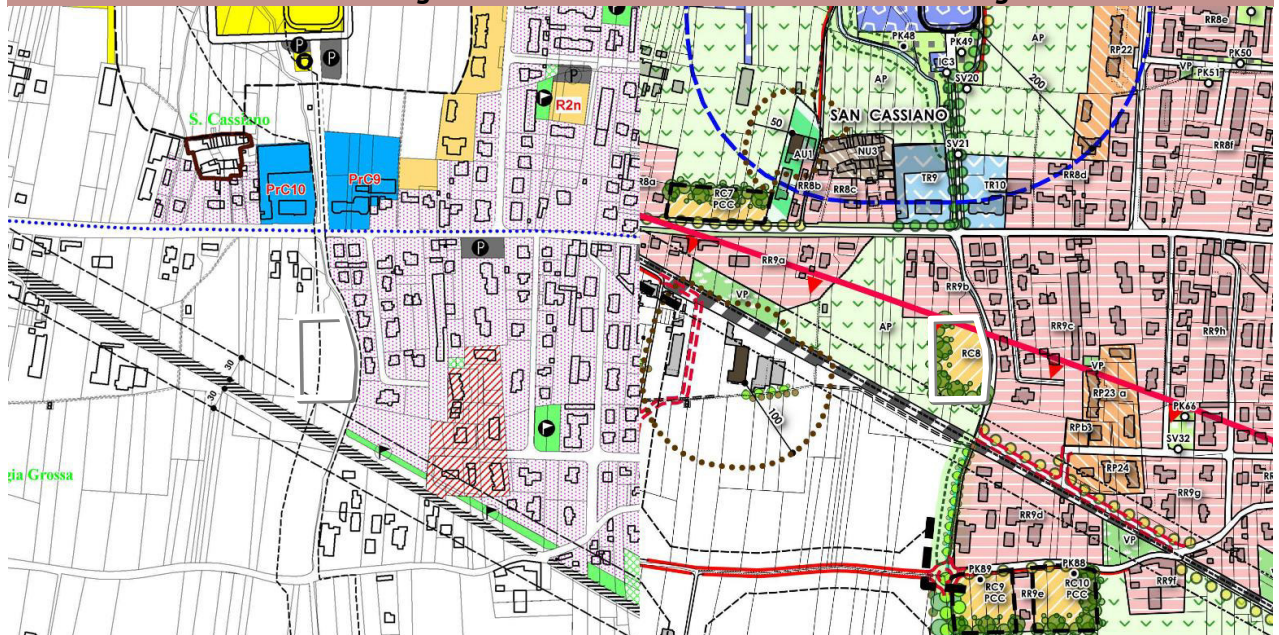 P
P
P
R2n
S. Cassiano
PrC10
PrC9
P
30
30
gia Grossa
PK48
PK49
IC3
SV20
AP
AP
200
RP22
RR8e
VP
PK50
PK51
SAN CASSIANO
50
AU1
NU3
SV21
RR8f
R8a
RC7
PCC
RR8b
RR8c
TR9
TR10
RR8d
RR9a
VP
RR9b
AP
RC8
RR9c
RR9h
VP
RP23 a
PK66
RPb3
SV32
100
RP24
RR9g
RR9d
VP
PK89
PK88
RC9
PCC
RR9e
RC10
PCC
RR9f